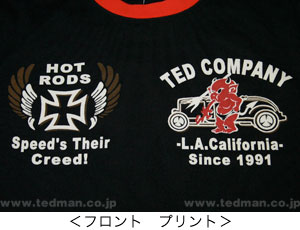 HOT
RODS
Speed's Their
Creed!
TED COMPANY
-L.A.California-
Since 1991
www.tedman.co.jp
www.tedman.co.jp
＜フロント　プリント＞